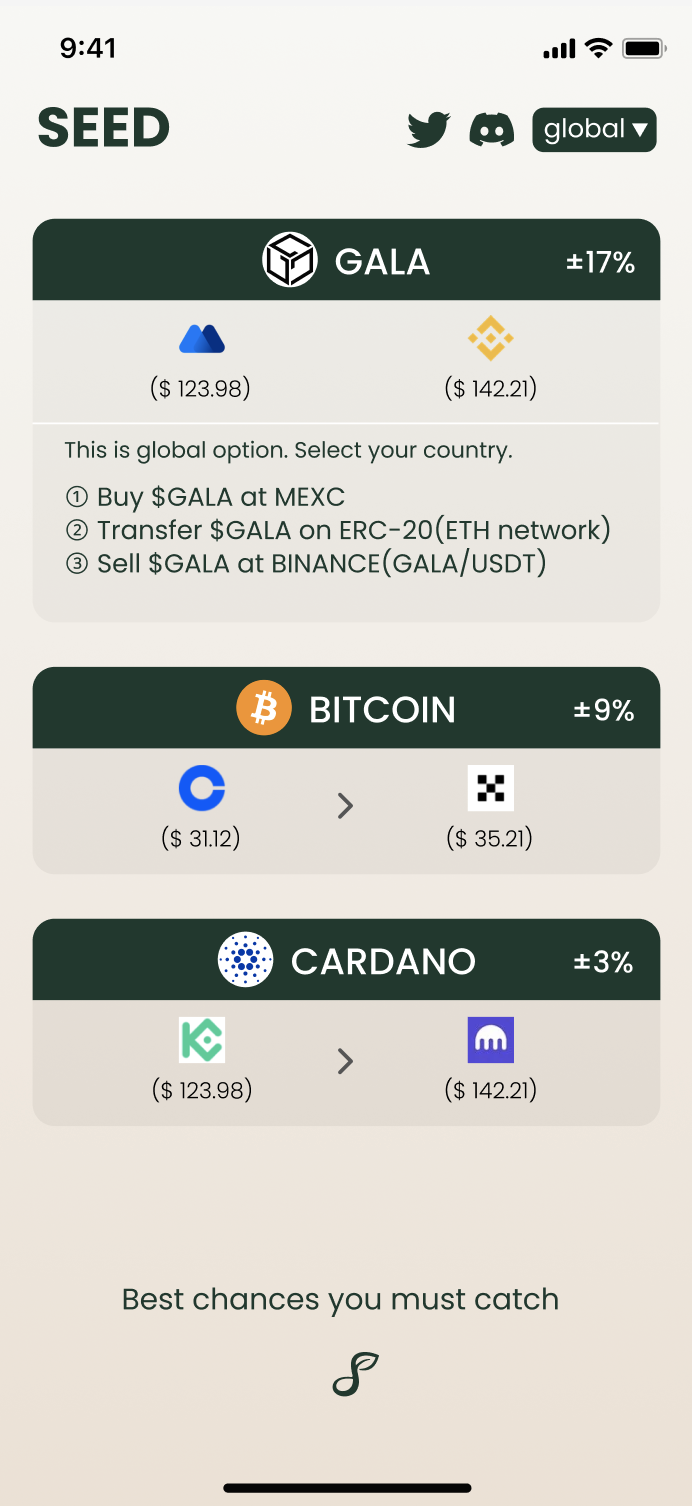 9:41
SEED
global ▼
GALA ±17%
($ 123.98) ($ 142.21)
This is global option. Select your country.
① Buy $GALA at MEXC
② Transfer $GALA on ERC-20(ETH network)
③ Sell $GALA at BINANCE(GALA/USDT)
BITCOIN ±9%
($ 31.12) ($ 35.21)
CARDANO ±3%
($ 123.98) ($ 142.21)
Best chances you must catch